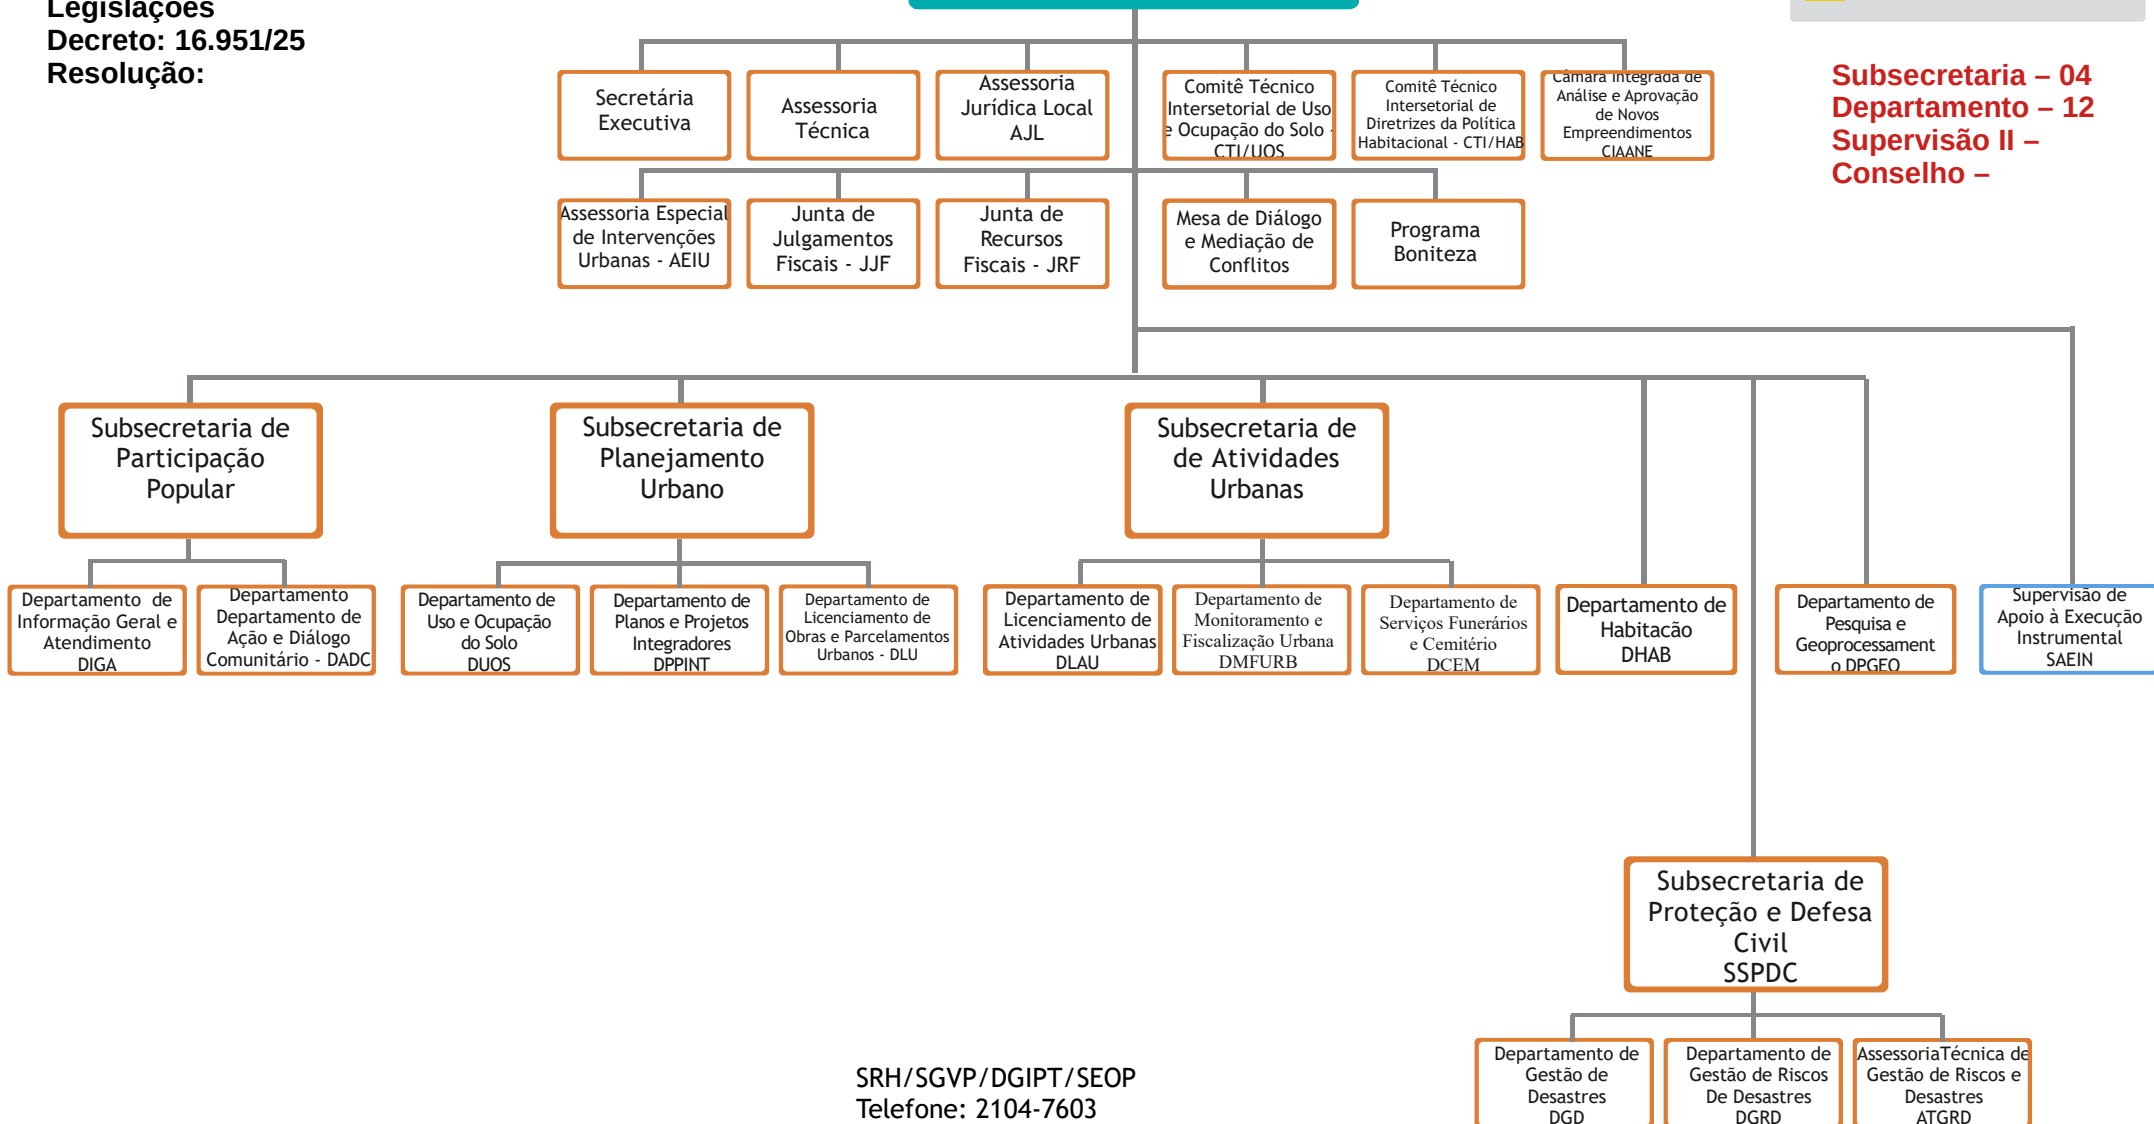 Legislações
Decreto: 16.951/25
Resolução:
Subsecretaria – 04
Departamento – 12
Supervisão II –
Conselho –
Secretária
Executiva
Assessoria
Técnica
Assessoria
Jurídica Local
AJL
Comitê Técnico
Intersetorial de Uso
e Ocupação do Solo -
CTI/UOS
Comitê Técnico
Intersetorial de
Diretrizes da Política
Habitacional - CTI/HAB
Câmara Integrada de
Análise e Aprovação
de Novos
Empreendimentos
CIAANE
Assessoria Especial
de Intervenções
Urbanas - AEIU
Junta de
Julgamentos
Fiscais - JJF
Junta de
Recursos
Fiscais - JRF
Mesa de Diálogo
e Mediação de
Conflitos
Programa
Boniteza
Subsecretaria de
Participação
Popular
Subsecretaria de
Planejamento
Urbano
Subsecretaria de
de Atividades
Urbanas
Departamento de
Informação Geral e
Atendimento
DIGA
Departamento
Departamento de
Ação e Diálogo
Comunitário - DADC
Departamento de
Uso e Ocupação
do Solo
DUOS
Departamento de
Planos e Projetos
Integradores
DPPINT
Departamento de
Licenciamento de
Obras e Parcelamentos
Urbanos - DLU
Departamento de
Licenciamento de
Atividades Urbanas
DLAU
Departamento de
Monitoramento e
Fiscalização Urbana
DMFURB
Departamento de
Serviços Funerários
e Cemitério
DCEM
Departamento de
Habitacão
DHAB
Departamento de
Pesquisa e
Geoprocessament
o DPGEO
Supervisão de
Apoio à Execução
Instrumental
SAEIN
Subsecretaria de
Proteção e Defesa
Civil
SSPDC
Departamento de
Gestão de
Desastres
DGD
Departamento de
Gestão de Riscos
De Desastres
DGRD
AssessoriaTécnica de
Gestão de Riscos e
Desastres
ATGRD
SRH/SGVP/DGIPT/SEOP
Telefone: 2104-7603